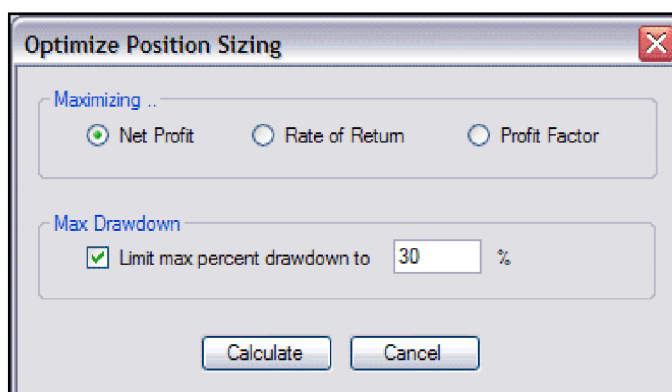 Optimize Position Sizing
Maximizing ..
Net Profit Rate of Return Profit Factor
Max Drawdown
Limit max percent drawdown to 30 %
Calculate Cancel